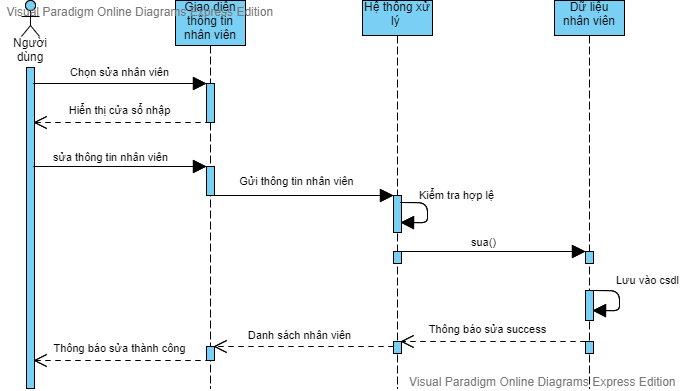 Visual Paradigm Online Diagrams Express Edition
Người
dùng
Giao diện
thông tin
nhân viên
Hệ thống xử
lý
Dữ liệu
nhân viên
Chọn sửa nhân viên
Hiển thị cửa sổ nhập
sửa thông tin nhân viên
Gửi thông tin nhân viên
Kiểm tra hợp lệ
sua()
Lưu vào csdl
Thông báo sửa success
Danh sách nhân viên
Thông báo sửa thành công
Visual Paradigm Online Diagrams Express Edition